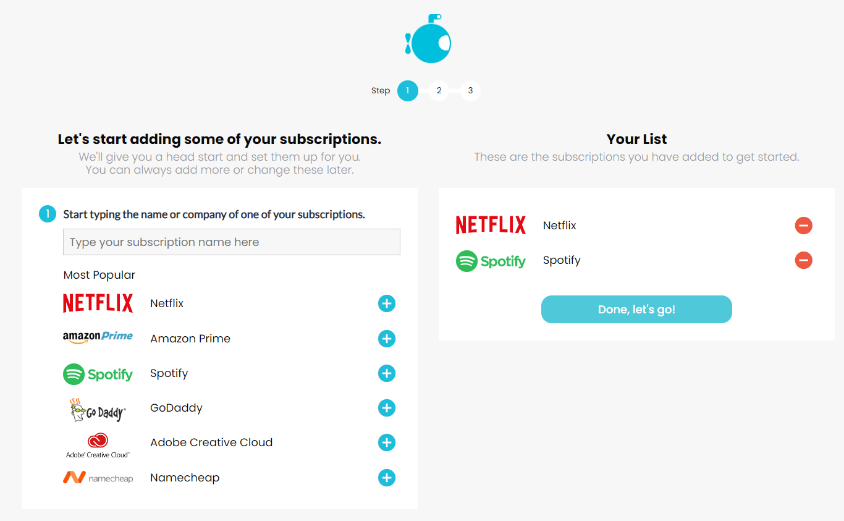 Step 1 2 3
Let's start adding some of your subscriptions.
We'll give you a head start and set them up for you.
You can always add more or change these later.
1 Start typing the name or company of one of your subscriptions.
Type your subscription name here
Most Popular
NETFLIX Netflix
amazonPrime Amazon Prime
Spotify Spotify
Go Daddy GoDaddy
Adobe® Creative Cloud™ Adobe Creative Cloud
namecheap Namecheap
Your List
These are the subscriptions you have added to get started.
NETFLIX Netflix
Spotify Spotify
Done, let's go!